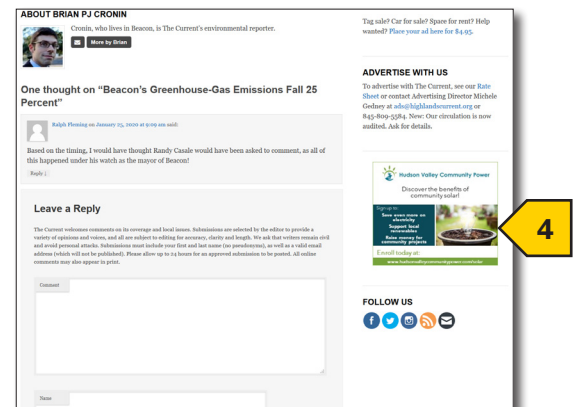 ABOUT BRIAN PJ CRONIN
Cronin, who lives in Beacon, is The Current's environmental reporter.
More by Brian
One thought on “Beacon’s Greenhouse-Gas Emissions Fall 25
Percent”
Ralph Pleming on January 25, 2020 at 9:09 am said:
Based on the timing, I would have thought Randy Casale would have been asked to comment, as all of
this happened under his watch as the mayor of Beacon!
Reply ↓
Leave a Reply
The Current welcomes comments on its coverage and local issues. Submissions are selected by the editor to provide a
variety of opinions and voices, and all are subject to editing for accuracy, clarity and length. We ask that writers remain civil
and avoid personal attacks. Submissions must include your first and last name (no pseudonyms), as well as a valid email
address (which will not be published). Please allow up to 24 hours for an approved submission to be posted. All online
comments may also appear in print.
Comment
Name
Tag sale? Car for sale? Space for rent? Help
wanted? Place your ad here for $4.95.
ADVERTISE WITH US
To advertise with The Current, see our Rate
Sheet or contact Advertising Director Michele
Gedney at ads@highlandscurrent.org or
845-809-5584. New: Our circulation is now
audited. Ask for details.
Hudson Valley Community Power
Discover the benefits of
community solar!
Sign up to:
Save even more on
electricity
Support local
renewables
Raise money for
community projects
Enroll today at:
www.hudsonvalleycommunitypower.com/solar
4
FOLLOW US